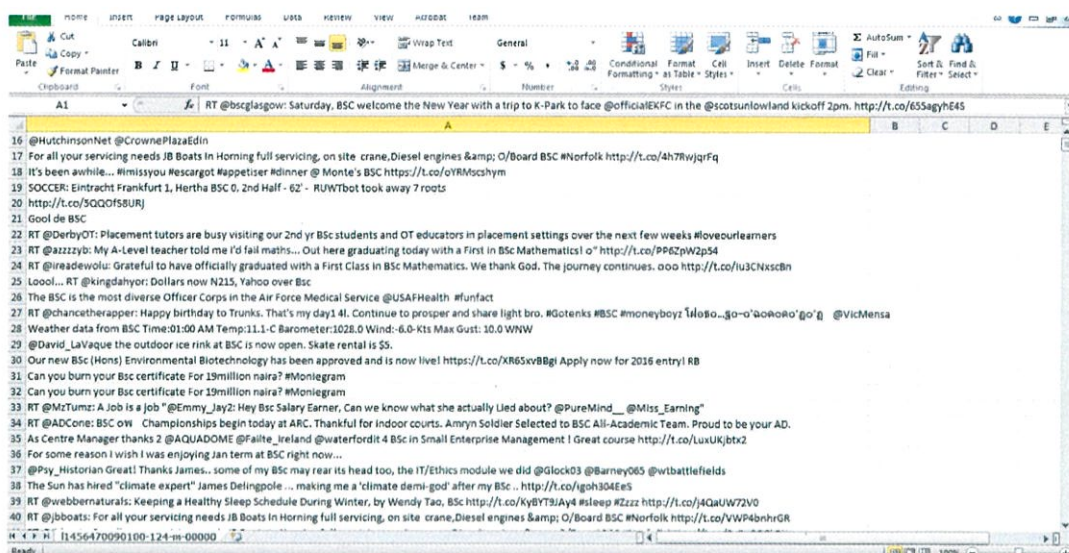 File Home Insert Page Layout Formulas Data Review View Acrobat Team
Cut
Copy
Format Painter
Paste
Calibri 11
Wrap Text
Merge & Center
General
Conditional Formatting
Format as Table
Cell Styles
Insert Delete Format
AutoSum
Fill
Clear
Sort & Filter
Find & Select
Clipboard Font Alignment Number Styles Cells Editing
A1 fx RT @bscglasgow: Saturday, BSC welcome the New Year with a trip to K-Park to face @officialEKFC in the @scotsunlowland kickoff 2pm. http://t.co/655agyhE4S
A B C D E
16 @HutchinsonNet @CrownePlazaEdin
17 For all your servicing needs JB Boats In Horning full servicing, on site crane,Diesel engines &amp; O/Board BSC #Norfolk http://t.co/4h7RwjqrFq
18 It's been awhile... #imissyou #escargot #appetiser #dinner @ Monte's BSC https://t.co/oYRMscshym
19 SOCCER: Eintracht Frankfurt 1, Hertha BSC 0, 2nd Half - 62' - RUWTbot took away 7 roots
20 http://t.co/5QQOf58URJ
21 Gool de BSC
22 RT @DerbyOT: Placement tutors are busy visiting our 2nd yr BSc students and OT educators in placement settings over the next few weeks #loveourlearners
23 RT @azzzzyb: My A-Level teacher told me I'd fail maths... Out here graduating today with a First in BSc Mathematics! o" http://t.co/PP6ZpW2p54
24 RT @ireadewolu: Grateful to have officially graduated with a First Class in BSc Mathematics. We thank God. The journey continues. ooo http://t.co/iu3CNxscBn
25 Loool... RT @kingdahyor: Dollars now N215, Yahoo over Bsc
26 The BSC is the most diverse Officer Corps in the Air Force Medical Service @USAFHealth #funfact
27 RT @chancetherapper: Happy birthday to Trunks. That's my day1 4l. Continue to prosper and share light bro. #Gotenks #BSC #moneyboyz @VicMensa
28 Weather data from BSC Time:01:00 AM Temp:11.1-C Barometer:1028.0 Wind:-6.0-Kts Max Gust: 10.0 WNW
29 @David_LaVaque the outdoor ice rink at BSC is now open. Skate rental is $5.
30 Our new BSc (Hons) Environmental Biotechnology has been approved and is now live! https://t.co/XR65xvBBgi Apply now for 2016 entry! RB
31 Can you burn your Bsc certificate For 19million naira? #Moniegram
32 Can you burn your Bsc certificate For 19million naira? #Moniegram
33 RT @MzTumz: A Job is a job "@Emmy_Jay2: Hey Bsc Salary Earner, Can we know what she actually Lied about? @PureMind__ @Miss_Earning"
34 RT @ADCone: BSC ow Championships begin today at ARC. Thankful for indoor courts. Amryn Soldier Selected to BSC All-Academic Team. Proud to be your AD.
35 As Centre Manager thanks 2 @AQUADOME @Failte_Ireland @waterfordit 4 BSc in Small Enterprise Management ! Great course http://t.co/LuxUKjbtx2
36 For some reason I wish I was enjoying Jan term at BSC right now...
37 @Psy_Historian Great! Thanks James.. some of my BSc may rear its head too, the IT/Ethics module we did @Glock03 @Barney065 @wtbattlefields
38 The Sun has hired "climate expert" James Delingpole ... making me a 'climate demi-god' after my BSc .. http://t.co/igoh304EeS
39 RT @webbernaturals: Keeping a Healthy Sleep Schedule During Winter, by Wendy Tao, BSc http://t.co/KyBYT9JAy4 #sleep #Zzzz http://t.co/j4QaUW72V0
40 RT @jbboats: For all your servicing needs JB Boats In Horning full servicing, on site crane,Diesel engines &amp; O/Board BSC #Norfolk http://t.co/VWP4bnhrGR
l1456470090100-124-m-00000
Ready 100%